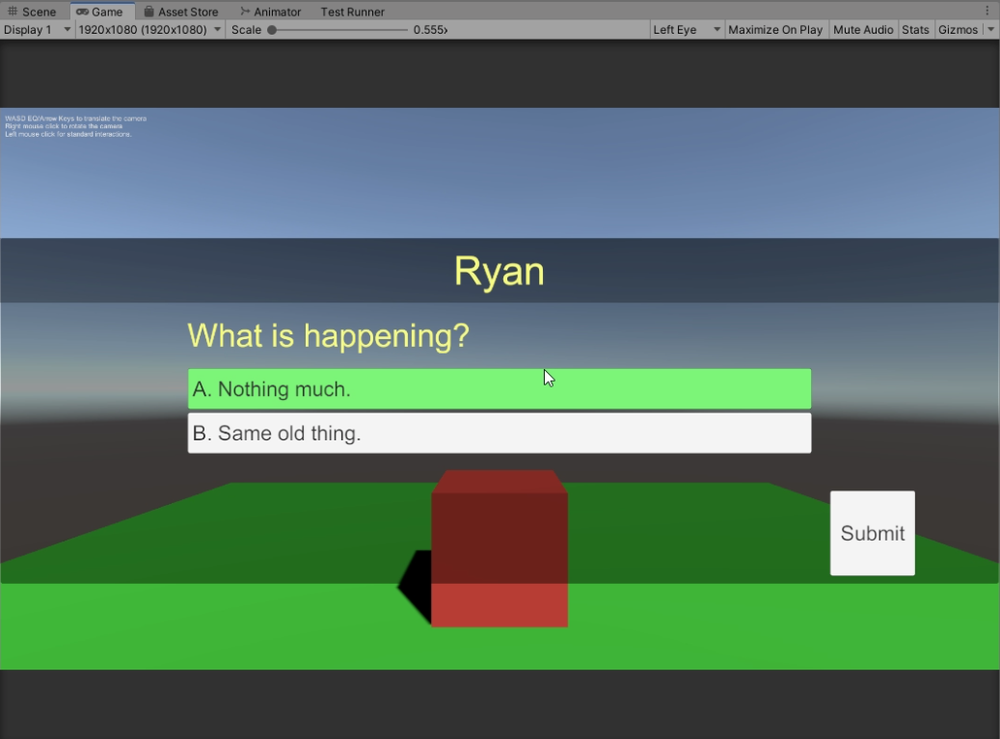 Scene Game Asset Store Animator Test Runner
Display 1 1920x1080 (1920x1080) Scale 0.555x Left Eye Maximize On Play Mute Audio Stats Gizmos
WASD EQ/Arrow Keys to translate the camera
Right mouse click to rotate the camera
Left mouse click for standard interactions.
Ryan
What is happening?
A. Nothing much.
B. Same old thing.
Submit